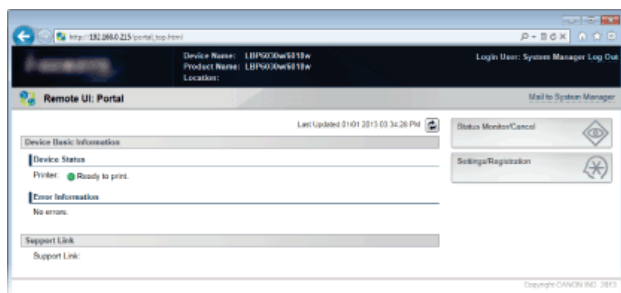 http://192.168.0.215/portal_top.html
Device Name: LBP6030w/6018w
Product Name: LBP6030w/6018w
Location:
Login User: System Manager Log Out
Remote UI: Portal
Mail to System Manager
Last Updated 01/01 2013 03:34:28 PM
Device Basic Information
Device Status
Printer: Ready to print.
Error Information
No errors.
Support Link
Support Link:
Status Monitor/Cancel
Settings/Registration
Copyright CANON INC. 2013